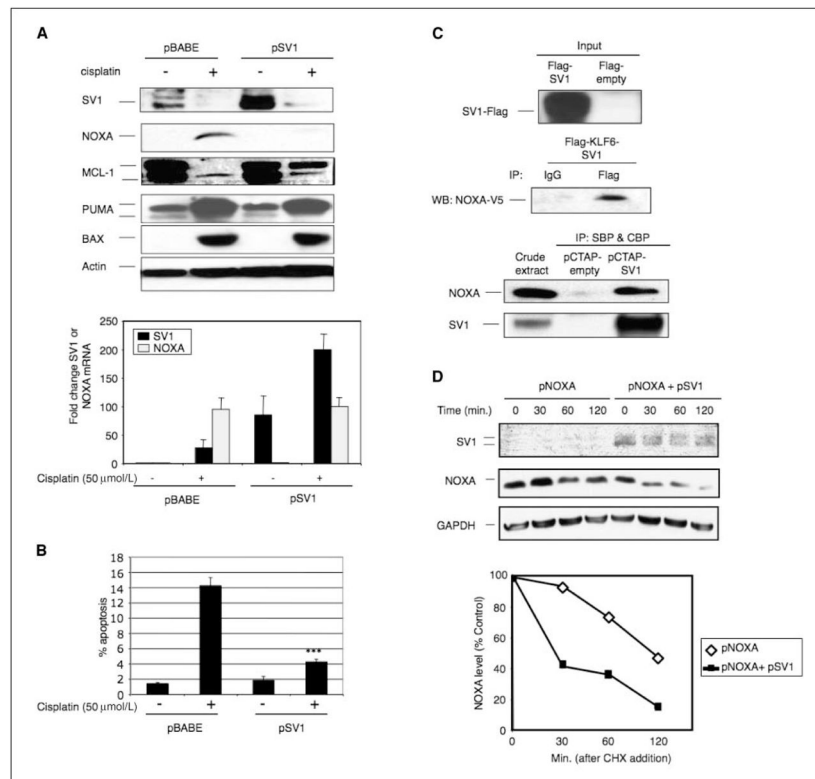 A
pBABE pSV1
cisplatin - + - +
SV1
NOXA
MCL-1
PUMA
BAX
Actin
Fold change SV1 or
NOXA mRNA
250
200
150
100
50
0
SV1
NOXA
Cisplatin (50 μmol/L) - + - +
pBABE pSV1
B
% apoptosis
18
16
14
12
10
8
6
4
2
0
***
Cisplatin (50 μmol/L) - + - +
pBABE pSV1
C
Input
Flag- Flag-
SV1 empty
SV1-Flag
Flag-KLF6-
SV1
IP: IgG Flag
WB: NOXA-V5
IP: SBP & CBP
Crude pCTAP- pCTAP-
extract empty SV1
NOXA
SV1
D
pNOXA pNOXA + pSV1
Time (min.) 0 30 60 120 0 30 60 120
SV1
NOXA
GAPDH
NOXA level (% Control)
100
80
60
40
20
0
0 30 60 120
Min. (after CHX addition)
pNOXA
pNOXA+ pSV1